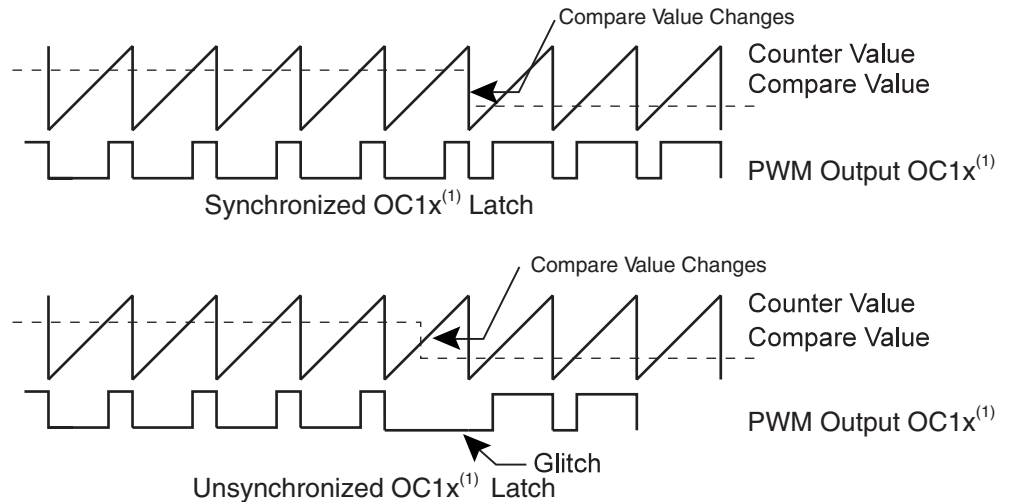 Compare Value Changes
Counter Value
Compare Value
PWM Output OC1x(1)
Synchronized OC1x(1) Latch
Compare Value Changes
Counter Value
Compare Value
PWM Output OC1x(1)
Glitch
Unsynchronized OC1x(1) Latch